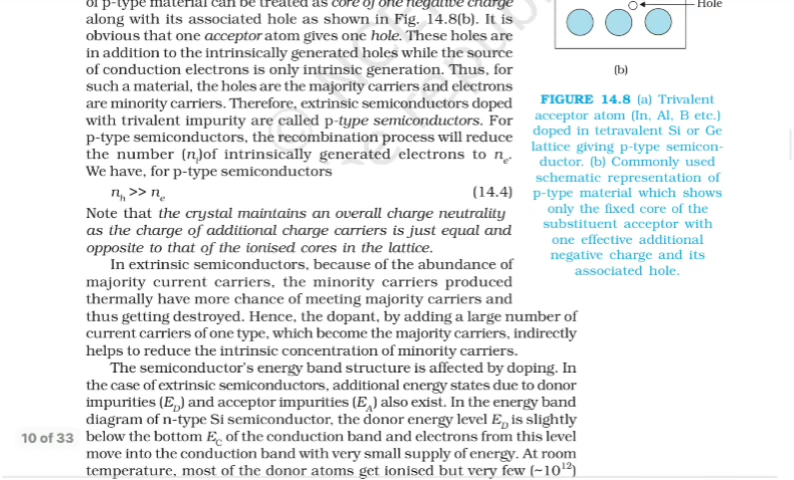 of p-type material can be treated as core of one negative charge
along with its associated hole as shown in Fig. 14.8(b). It is
obvious that one acceptor atom gives one hole. These holes are
in addition to the intrinsically generated holes while the source
of conduction electrons is only intrinsic generation. Thus, for
such a material, the holes are the majority carriers and electrons
are minority carriers. Therefore, extrinsic semiconductors doped
with trivalent impurity are called p-type semiconductors. For
p-type semiconductors, the recombination process will reduce
the number (nᵢ)of intrinsically generated electrons to nₑ.
We have, for p-type semiconductors
nₕ >> nₑ (14.4)
Note that the crystal maintains an overall charge neutrality
as the charge of additional charge carriers is just equal and
opposite to that of the ionised cores in the lattice.
In extrinsic semiconductors, because of the abundance of
majority current carriers, the minority carriers produced
thermally have more chance of meeting majority carriers and
thus getting destroyed. Hence, the dopant, by adding a large number of
current carriers of one type, which become the majority carriers, indirectly
helps to reduce the intrinsic concentration of minority carriers.
The semiconductor's energy band structure is affected by doping. In
the case of extrinsic semiconductors, additional energy states due to donor
impurities (E_D) and acceptor impurities (E_A) also exist. In the energy band
diagram of n-type Si semiconductor, the donor energy level E_D is slightly
below the bottom E_C of the conduction band and electrons from this level
move into the conduction band with very small supply of energy. At room
temperature, most of the donor atoms get ionised but very few (~10¹²)
Hole
(b)
FIGURE 14.8 (a) Trivalent
acceptor atom (In, Al, B etc.)
doped in tetravalent Si or Ge
lattice giving p-type semicon-
ductor. (b) Commonly used
schematic representation of
p-type material which shows
only the fixed core of the
substituent acceptor with
one effective additional
negative charge and its
associated hole.
10 of 33